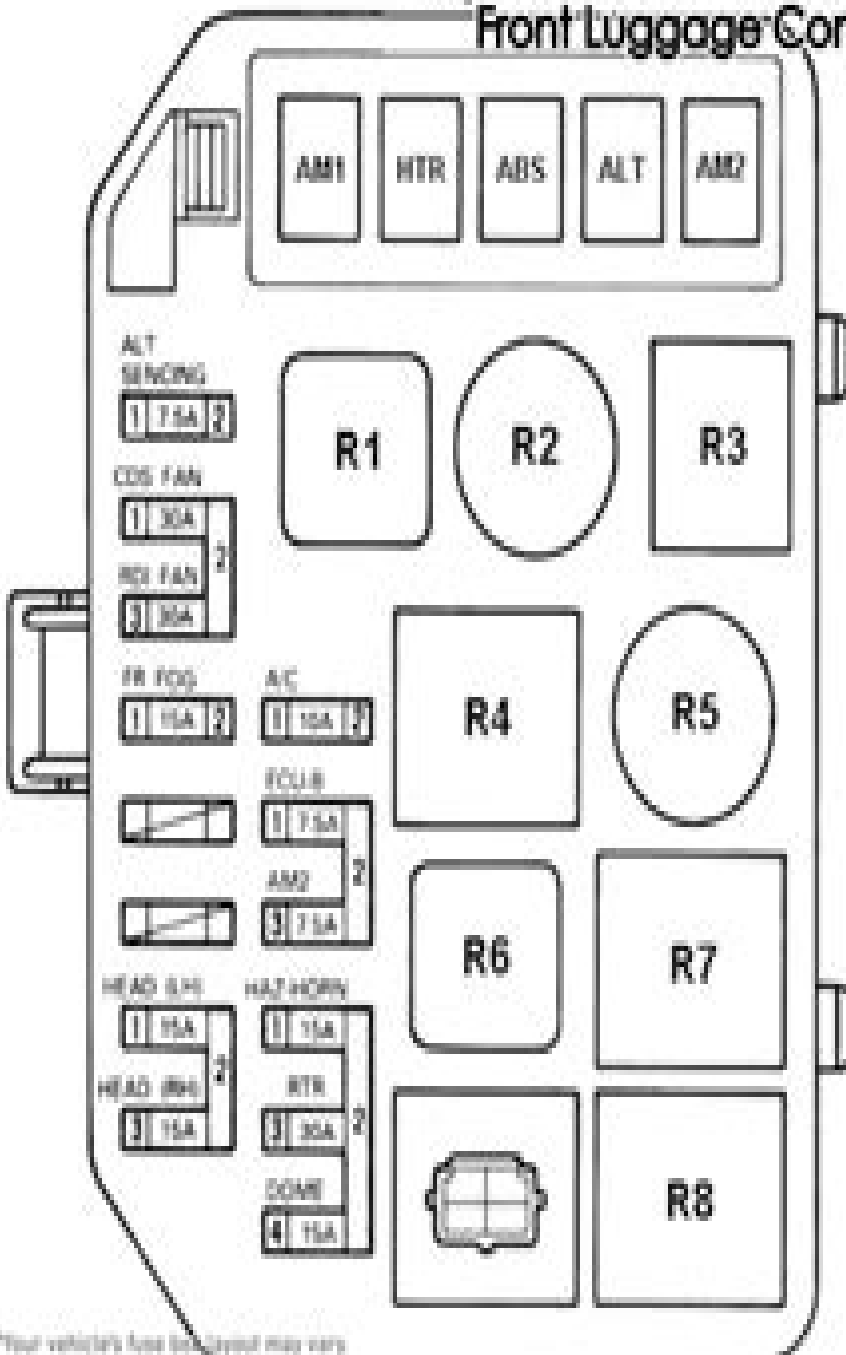 Front Luggage Cor
AM1 HTR ABS ALT AM2
ALT
SENCING
1 7.5A 2
R1 R2 R3
CDS FAN
1 30A
2
RDI FAN
3 30A
FR FOG A/C
1 15A 2 1 10A 2
R4 R5
ECU-B
1 7.5A
2
AM2
3 7.5A
R6 R7
HEAD (LH) HAZ-HORN
1 15A 1 15A
2
HEAD (RH) RTR
3 15A 3 30A 2
DOME
4 15A
R8
*Your vehicle's fuse box layout may vary